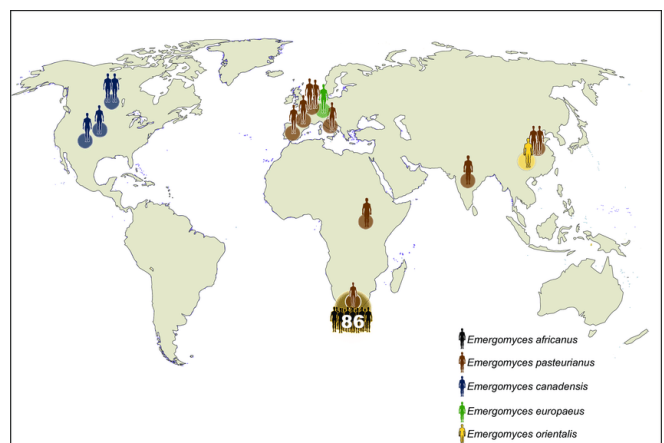 86
Emergomyces africanus
Emergomyces pasteurianus
Emergomyces canadensis
Emergomyces europaeus
Emergomyces orientalis